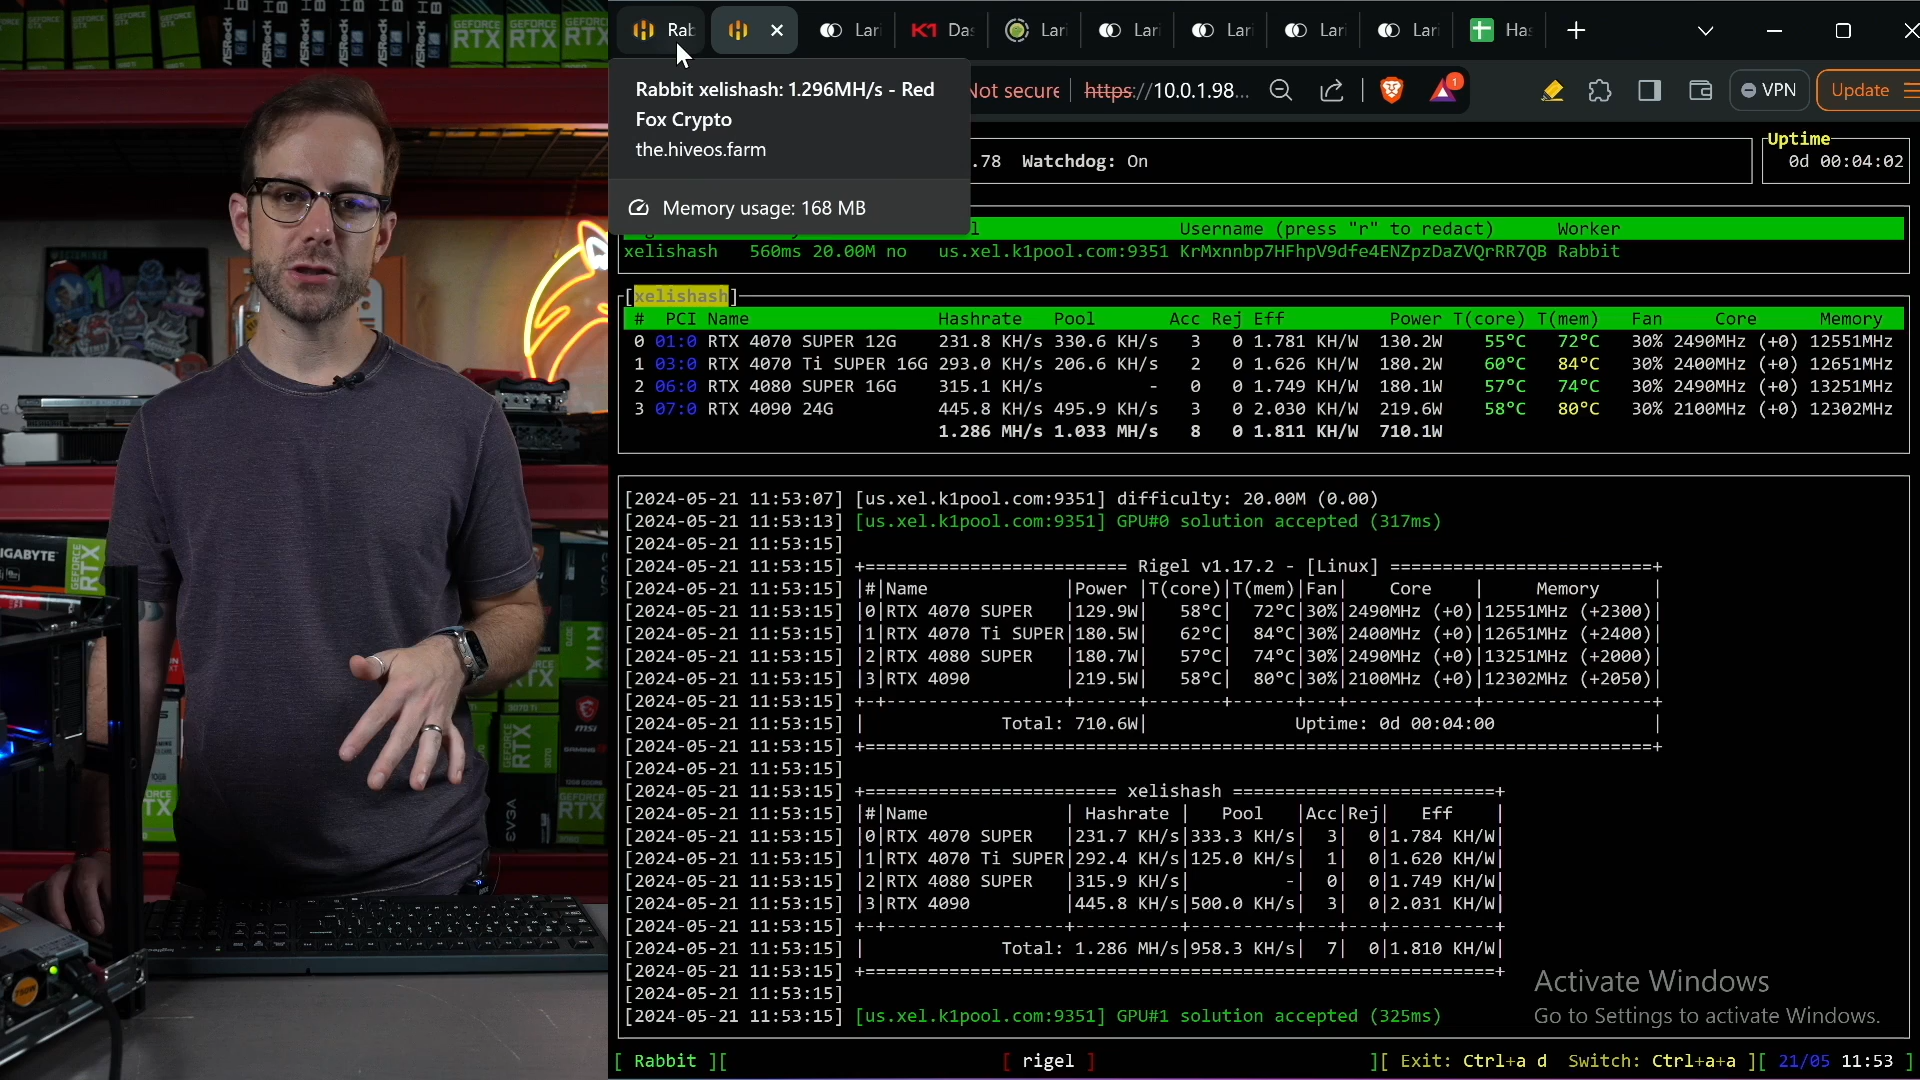 Rab
Lari
K1 Das
Lari
Lari
Lari
Lari
Lari
Has
Rabbit xelishash: 1.296MH/s - Red
Fox Crypto
the.hiveos.farm
Memory usage: 168 MB
Not secure
https://10.0.1.98...
1
VPN
Update
.78 Watchdog: On
Uptime
0d 00:04:02
Username (press "r" to redact) Worker
xelishash 560ms 20.00M no us.xel.k1pool.com:9351 KrMxnnbp7HFhpV9dfe4ENZpzDaZVQrRR7QB Rabbit
[xelishash]
# PCI Name Hashrate Pool Acc Rej Eff Power T(core) T(mem) Fan Core Memory
0 01:0 RTX 4070 SUPER 12G 231.8 KH/s 330.6 KH/s 3 0 1.781 KH/W 130.2W 55°C 72°C 30% 2490MHz (+0) 12551MHz
1 03:0 RTX 4070 Ti SUPER 16G 293.0 KH/s 206.6 KH/s 2 0 1.626 KH/W 180.2W 60°C 84°C 30% 2400MHz (+0) 12651MHz
2 06:0 RTX 4080 SUPER 16G 315.1 KH/s - 0 0 1.749 KH/W 180.1W 57°C 74°C 30% 2490MHz (+0) 13251MHz
3 07:0 RTX 4090 24G 445.8 KH/s 495.9 KH/s 3 0 2.030 KH/W 219.6W 58°C 80°C 30% 2100MHz (+0) 12302MHz
1.286 MH/s 1.033 MH/s 8 0 1.811 KH/W 710.1W
[2024-05-21 11:53:07] [us.xel.k1pool.com:9351] difficulty: 20.00M (0.00)
[2024-05-21 11:53:13] [us.xel.k1pool.com:9351] GPU#0 solution accepted (317ms)
[2024-05-21 11:53:15]
[2024-05-21 11:53:15] +========================= Rigel v1.17.2 - [Linux] =========================+
[2024-05-21 11:53:15] |#|Name |Power |T(core)|T(mem)|Fan| Core | Memory |
[2024-05-21 11:53:15] |0|RTX 4070 SUPER |129.9W| 58°C| 72°C|30%|2490MHz (+0)|12551MHz (+2300)|
[2024-05-21 11:53:15] |1|RTX 4070 Ti SUPER|180.5W| 62°C| 84°C|30%|2400MHz (+0)|12651MHz (+2400)|
[2024-05-21 11:53:15] |2|RTX 4080 SUPER |180.7W| 57°C| 74°C|30%|2490MHz (+0)|13251MHz (+2000)|
[2024-05-21 11:53:15] |3|RTX 4090 |219.5W| 58°C| 80°C|30%|2100MHz (+0)|12302MHz (+2050)|
[2024-05-21 11:53:15] +-+-----------------+------+-------+------+---+------------+----------------+
[2024-05-21 11:53:15] | Total: 710.6W| Uptime: 0d 00:04:00 |
[2024-05-21 11:53:15] +===========================================================================+
[2024-05-21 11:53:15]
[2024-05-21 11:53:15] +======================== xelishash =========================+
[2024-05-21 11:53:15] |#|Name | Hashrate | Pool |Acc|Rej| Eff |
[2024-05-21 11:53:15] |0|RTX 4070 SUPER |231.7 KH/s|333.3 KH/s| 3| 0|1.784 KH/W|
[2024-05-21 11:53:15] |1|RTX 4070 Ti SUPER|292.4 KH/s|125.0 KH/s| 1| 0|1.620 KH/W|
[2024-05-21 11:53:15] |2|RTX 4080 SUPER |315.9 KH/s| -| 0| 0|1.749 KH/W|
[2024-05-21 11:53:15] |3|RTX 4090 |445.8 KH/s|500.0 KH/s| 3| 0|2.031 KH/W|
[2024-05-21 11:53:15] +-+-----------------+----------+----------+---+---+----------+
[2024-05-21 11:53:15] | Total: 1.286 MH/s|958.3 KH/s| 7| 0|1.810 KH/W|
[2024-05-21 11:53:15] +============================================================+
[2024-05-21 11:53:15]
[2024-05-21 11:53:15] [us.xel.k1pool.com:9351] GPU#1 solution accepted (325ms)
Activate Windows
Go to Settings to activate Windows.
[ Rabbit ][ [ rigel ] ][ Exit: Ctrl+a d Switch: Ctrl+a+a ][ 21/05 11:53 ]
ASRock
ASRock
ASRock
ASRock
GEFORCE
RTX
GEFORCE
RTX
GEFORCE
RTX
GIGABYTE
GEFORCE
RTX
RTX
msi
RTX
EVGA
RTX
750W